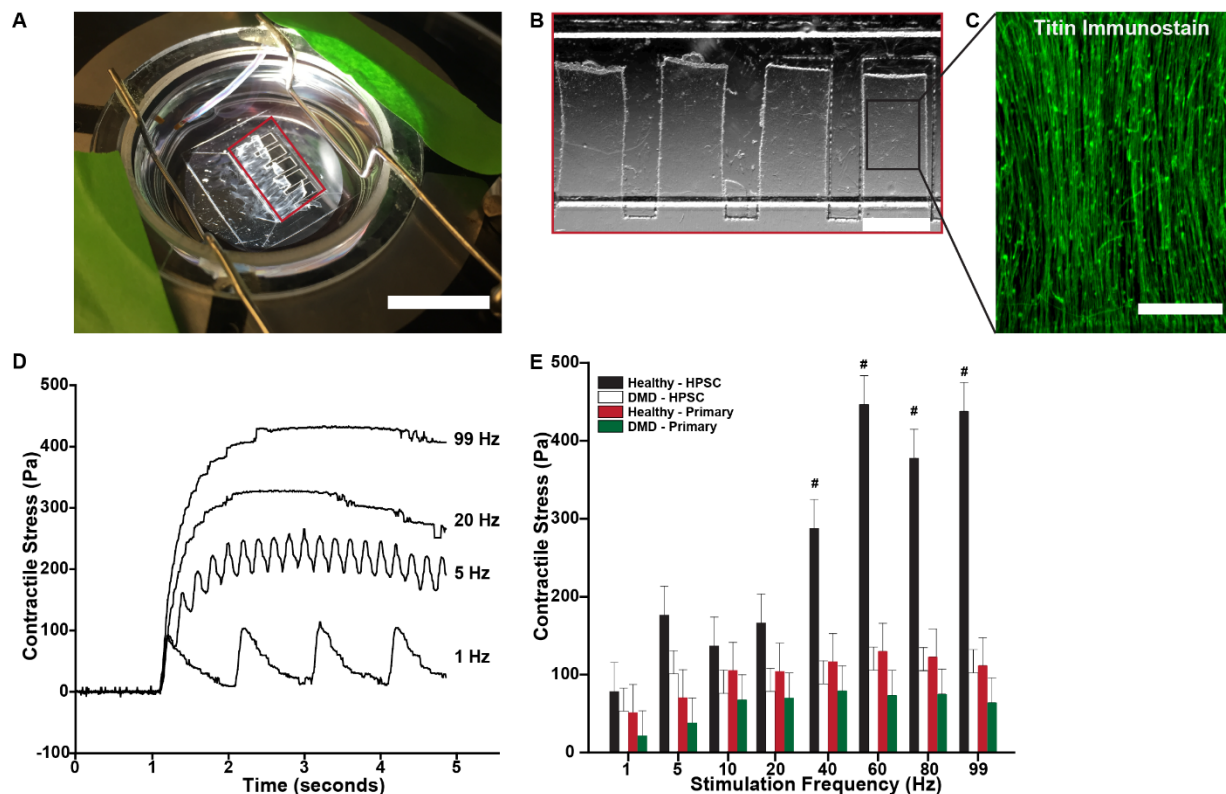 A
B
C
Titin Immunostain
D
500
400
300
200
100
0
-100
Contractile Stress (Pa)
99 Hz
20 Hz
5 Hz
1 Hz
0 1 2 3 4 5
Time (seconds)
E
500
400
300
200
100
0
Contractile Stress (Pa)
Healthy - HPSC
DMD - HPSC
Healthy - Primary
DMD - Primary
# # # #
1 5 10 20 40 60 80 99
Stimulation Frequency (Hz)